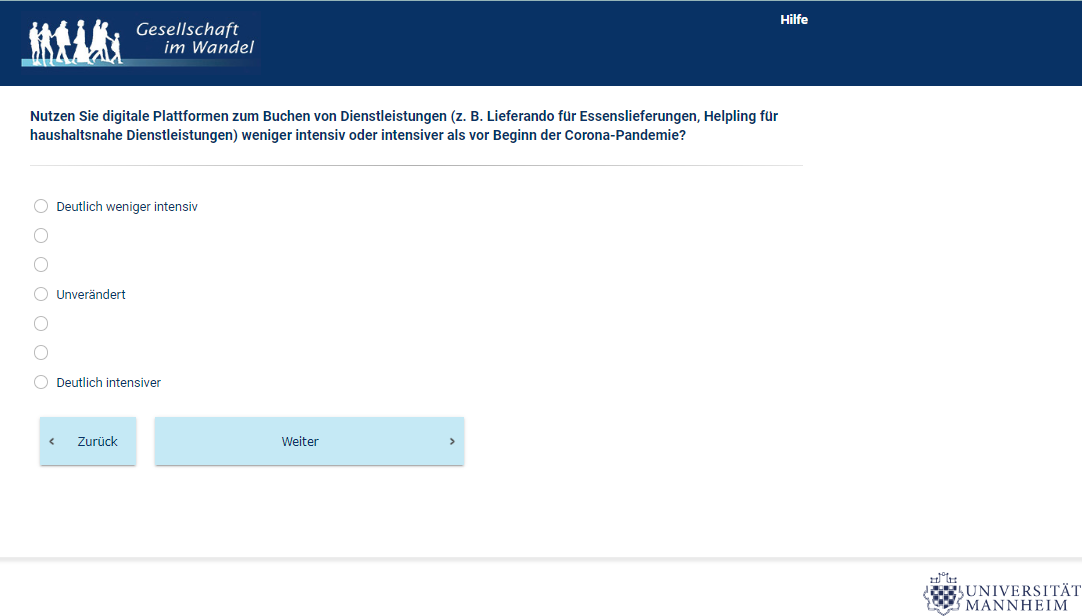 Gesellschaft
im Wandel
Hilfe
Nutzen Sie digitale Plattformen zum Buchen von Dienstleistungen (z. B. Lieferando für Essenslieferungen, Helpling für
haushaltsnahe Dienstleistungen) weniger intensiv oder intensiver als vor Beginn der Corona-Pandemie?
Deutlich weniger intensiv
Unverändert
Deutlich intensiver
Zurück
Weiter
UNIVERSITÄT
MANNHEIM